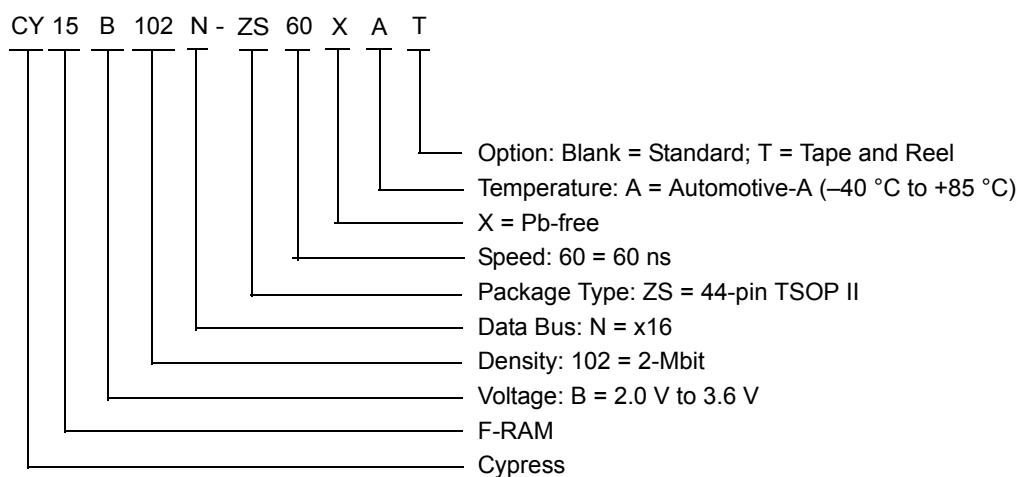 CY 15 B 102 N - ZS 60 X A T
Option: Blank = Standard; T = Tape and Reel
Temperature: A = Automotive-A (–40 °C to +85 °C)
X = Pb-free
Speed: 60 = 60 ns
Package Type: ZS = 44-pin TSOP II
Data Bus: N = x16
Density: 102 = 2-Mbit
Voltage: B = 2.0 V to 3.6 V
F-RAM
Cypress